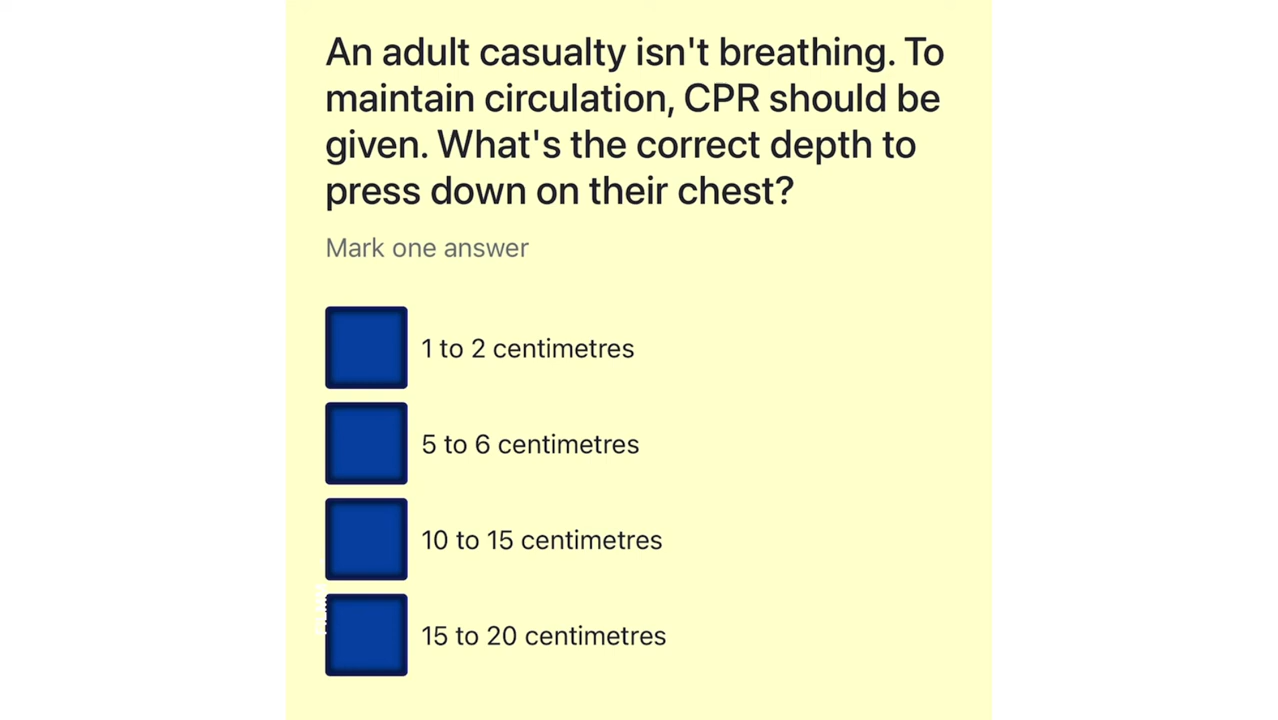 An adult casualty isn't breathing. To
maintain circulation, CPR should be
given. What's the correct depth to
press down on their chest?
Mark one answer
1 to 2 centimetres
5 to 6 centimetres
10 to 15 centimetres
15 to 20 centimetres